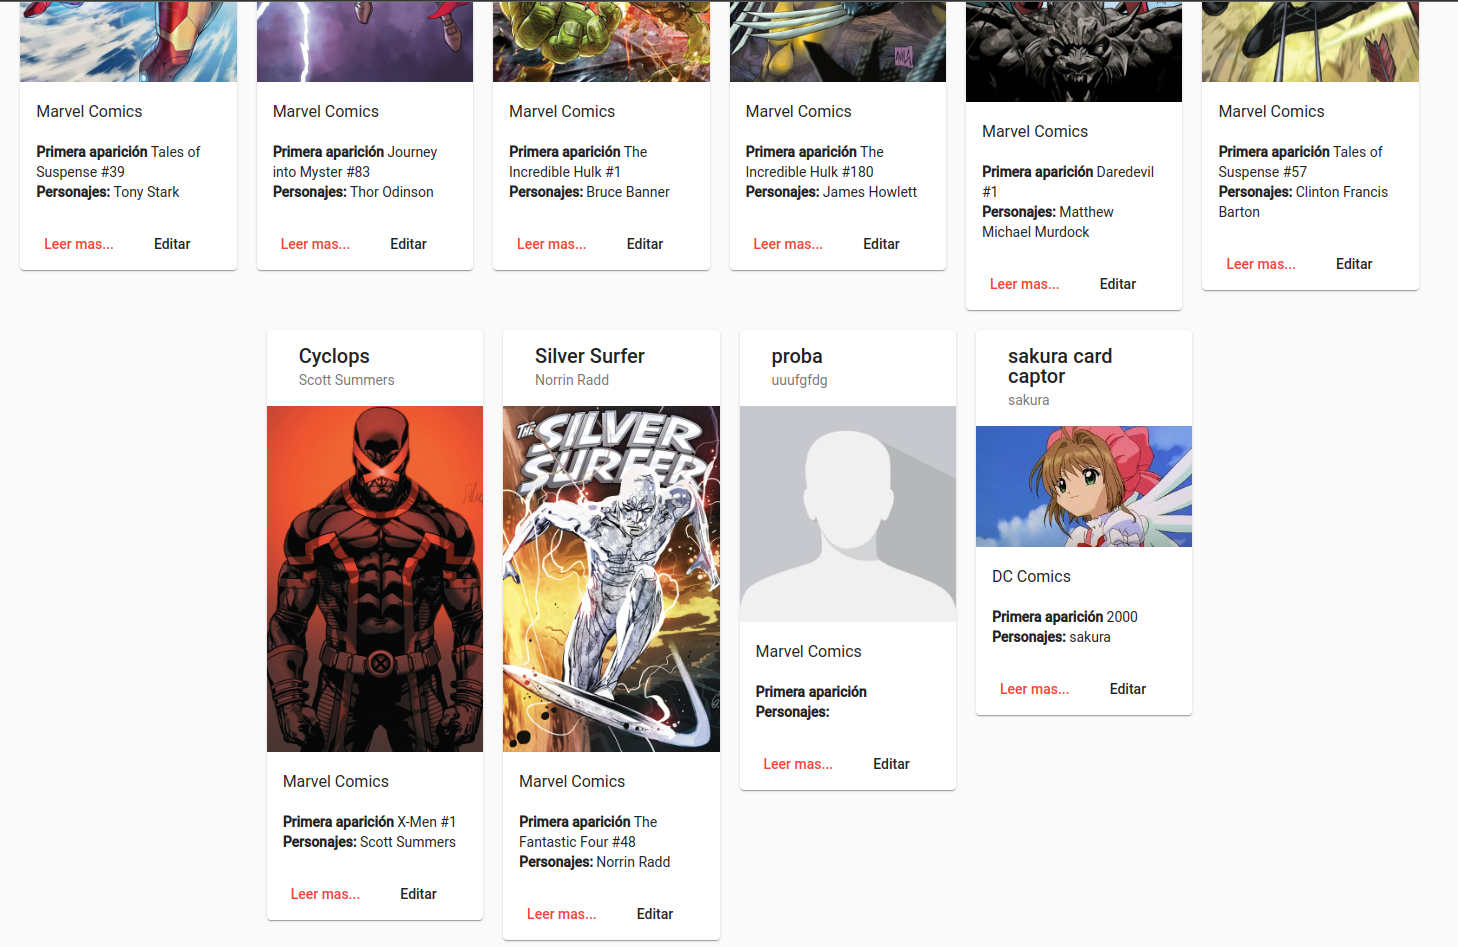 Marvel Comics
Primera aparición Tales of
Suspense #39
Personajes: Tony Stark
Leer mas... Editar
Marvel Comics
Primera aparición Journey
into Myster #83
Personajes: Thor Odinson
Leer mas... Editar
Marvel Comics
Primera aparición The
Incredible Hulk #1
Personajes: Bruce Banner
Leer mas... Editar
Marvel Comics
Primera aparición The
Incredible Hulk #180
Personajes: James Howlett
Leer mas... Editar
Marvel Comics
Primera aparición Daredevil
#1
Personajes: Matthew
Michael Murdock
Leer mas... Editar
Marvel Comics
Primera aparición Tales of
Suspense #57
Personajes: Clinton Francis
Barton
Leer mas... Editar
Cyclops
Scott Summers
Marvel Comics
Primera aparición X-Men #1
Personajes: Scott Summers
Leer mas... Editar
Silver Surfer
Norrin Radd
THE
SILVER
SURFER
Marvel Comics
Primera aparición The
Fantastic Four #48
Personajes: Norrin Radd
Leer mas... Editar
proba
uuufgfdg
Marvel Comics
Primera aparición
Personajes:
Leer mas... Editar
sakura card
captor
sakura
DC Comics
Primera aparición 2000
Personajes: sakura
Leer mas... Editar